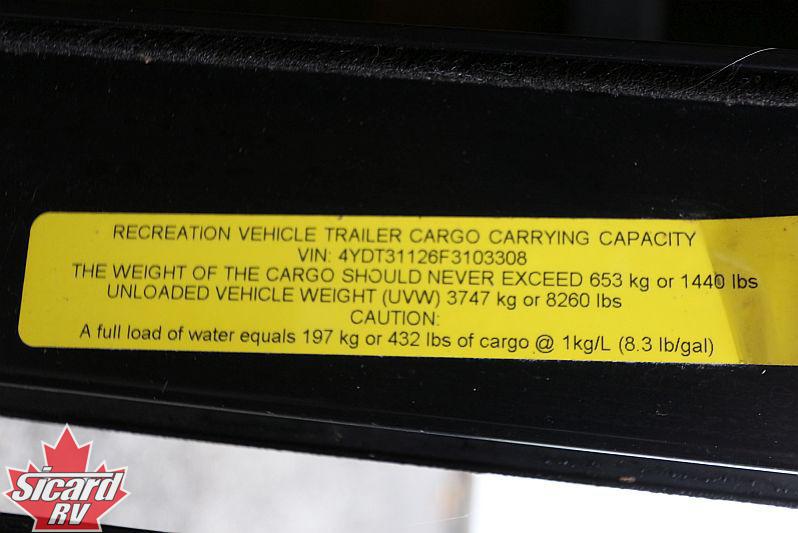 RECREATION VEHICLE TRAILER CARGO CARRYING CAPACITY
VIN: 4YDT31126F3103308
THE WEIGHT OF THE CARGO SHOULD NEVER EXCEED 653 kg or 1440 lbs
UNLOADED VEHICLE WEIGHT (UVW) 3747 kg or 8260 lbs
CAUTION:
A full load of water equals 197 kg or 432 lbs of cargo @ 1kg/L (8.3 lb/gal)
Sicard
RV